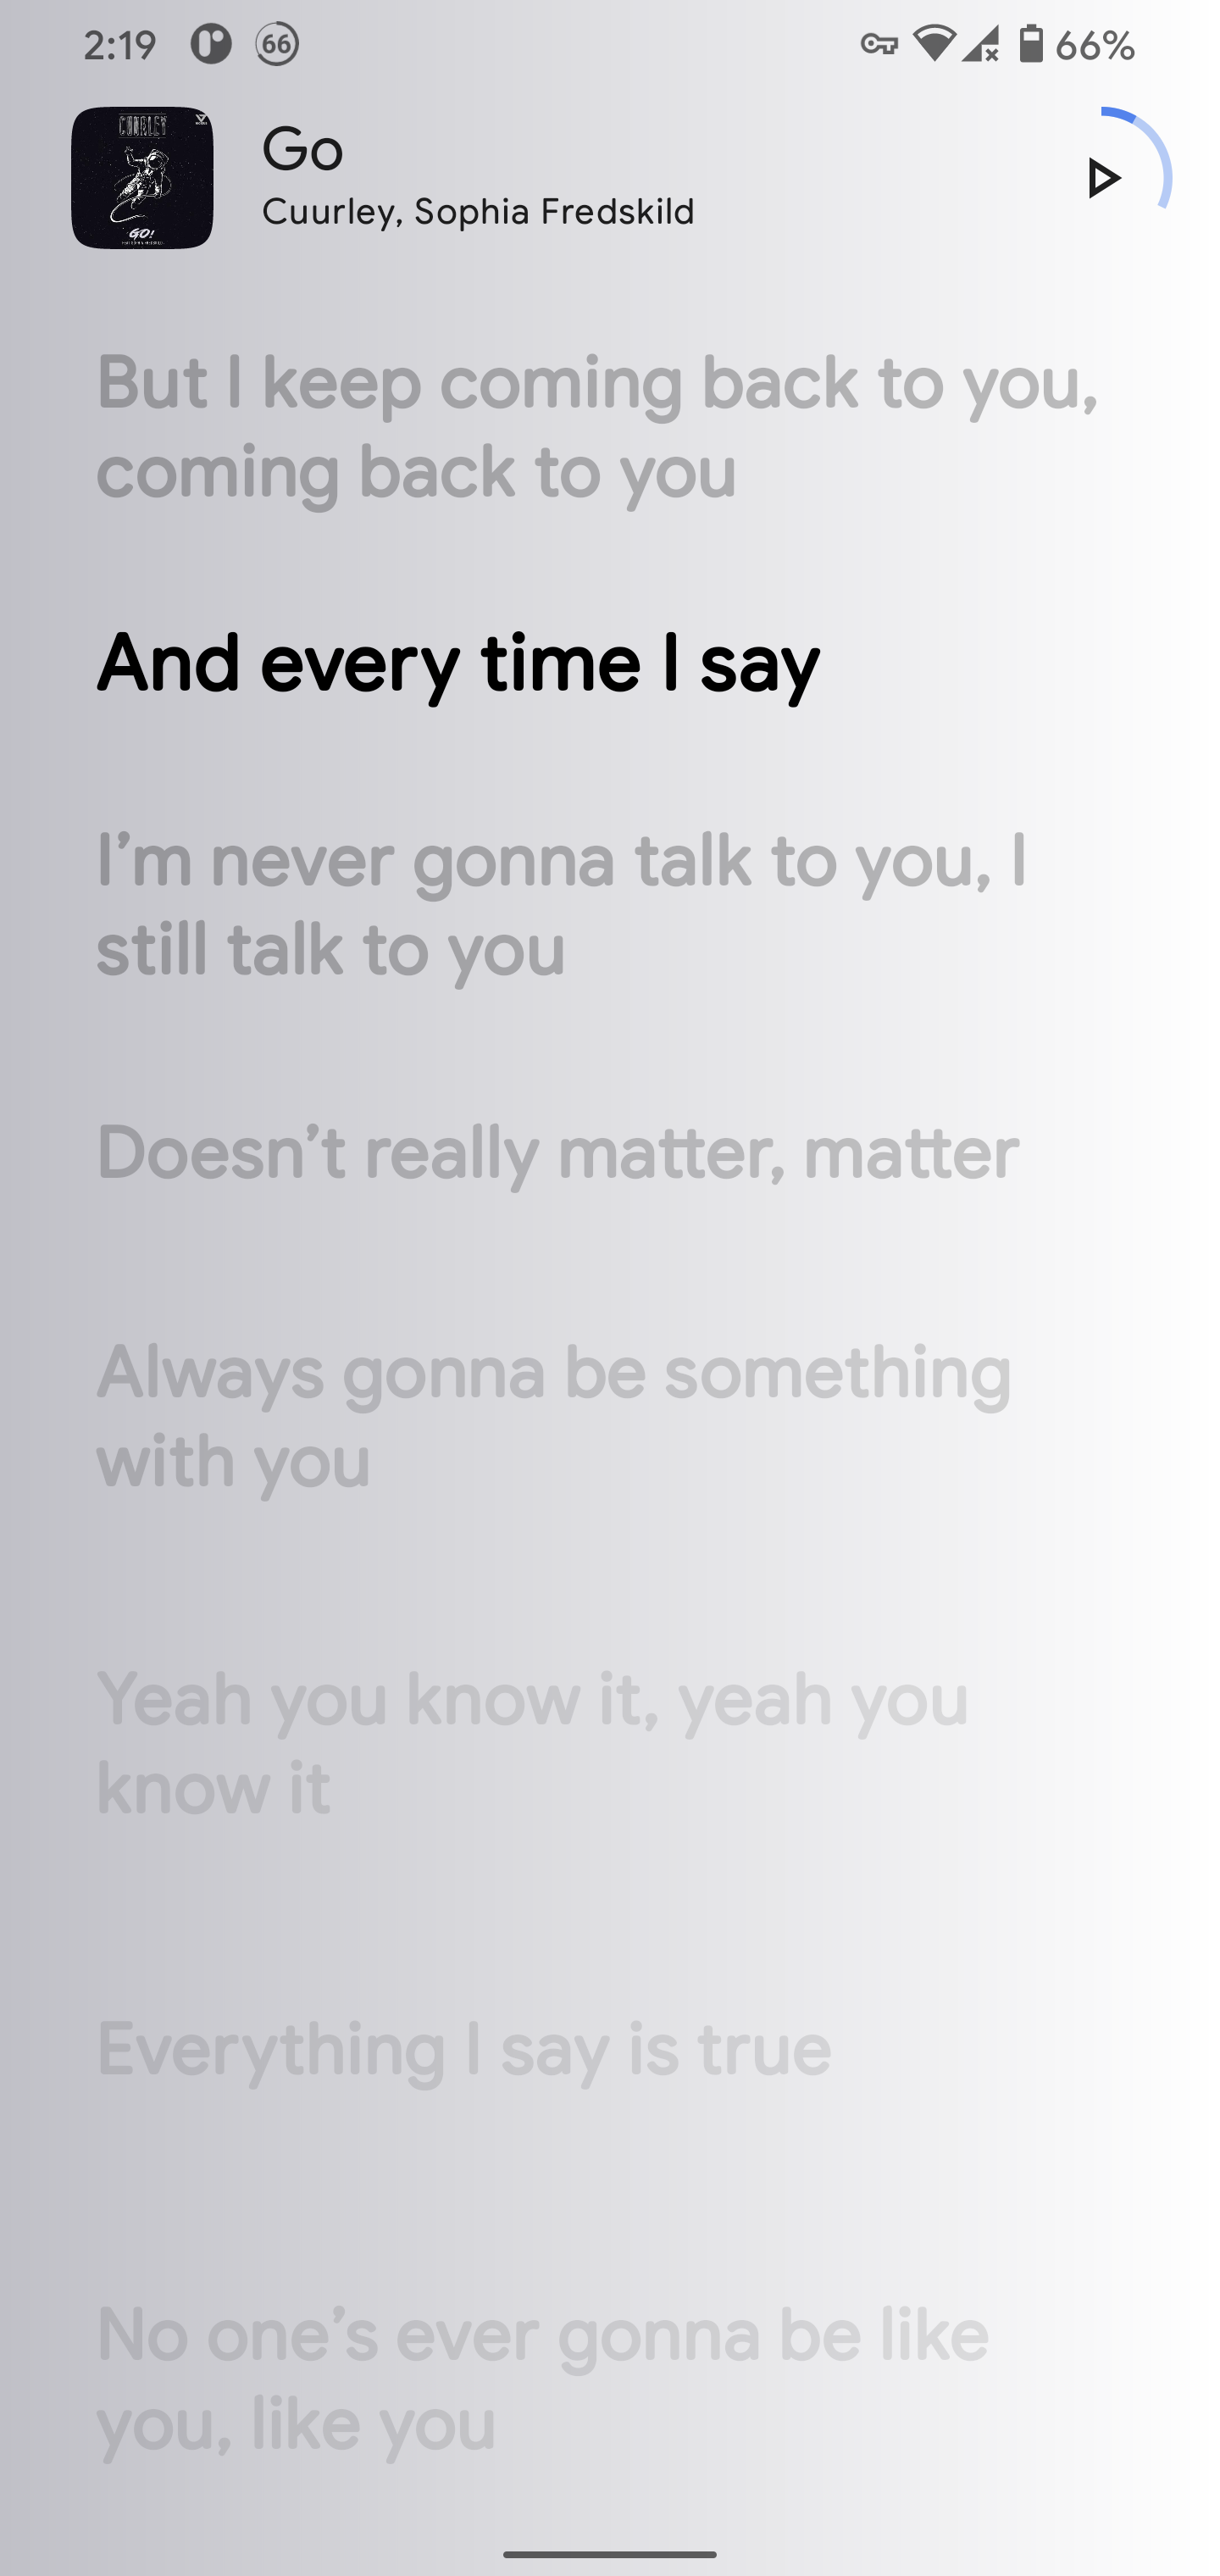 2:19
66
66%
CUURLEY
GO!
Go
Cuurley, Sophia Fredskild
But I keep coming back to you,
coming back to you
And every time I say
I’m never gonna talk to you, I
still talk to you
Doesn’t really matter, matter
Always gonna be something
with you
Yeah you know it, yeah you
know it
Everything I say is true
No one’s ever gonna be like
you, like you